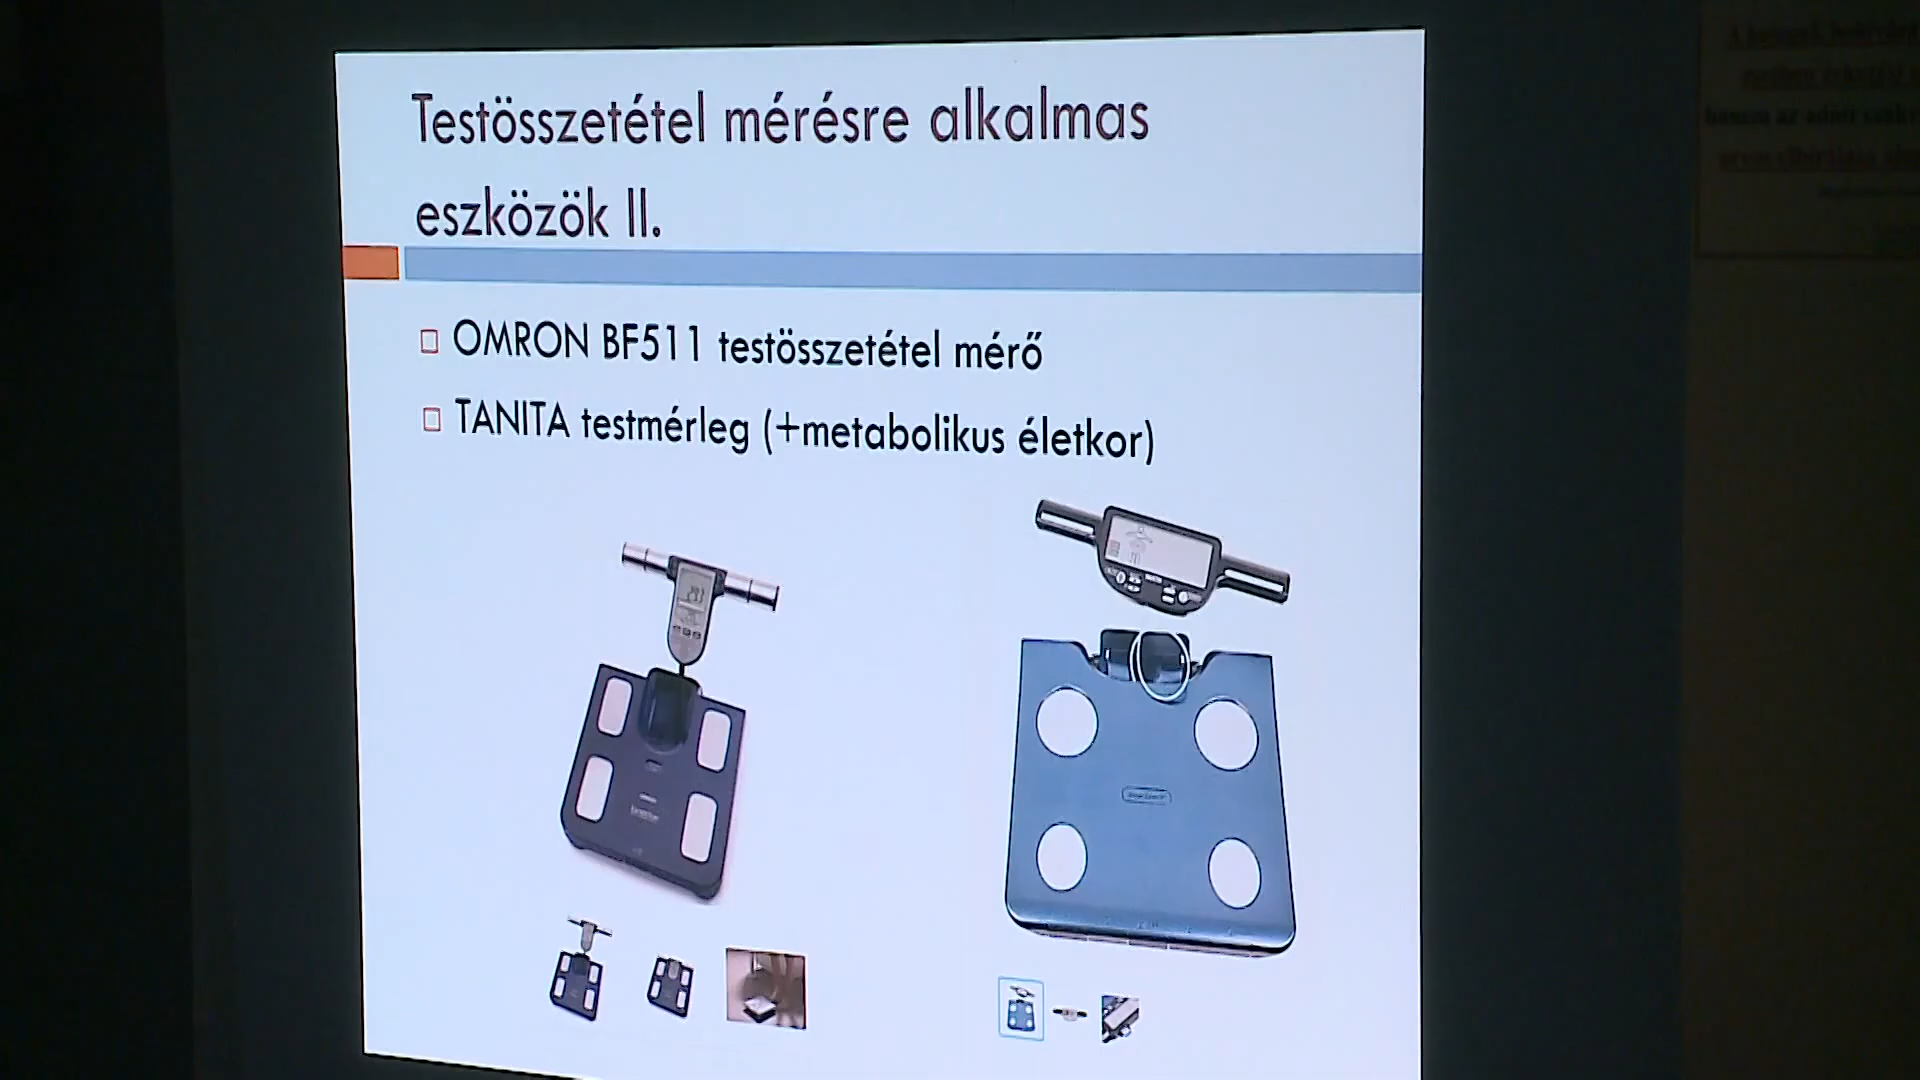 Testösszetétel mérésre alkalmas
eszközök II.
OMRON BF511 testösszetétel mérő
TANITA testmérleg (+metabolikus életkor)